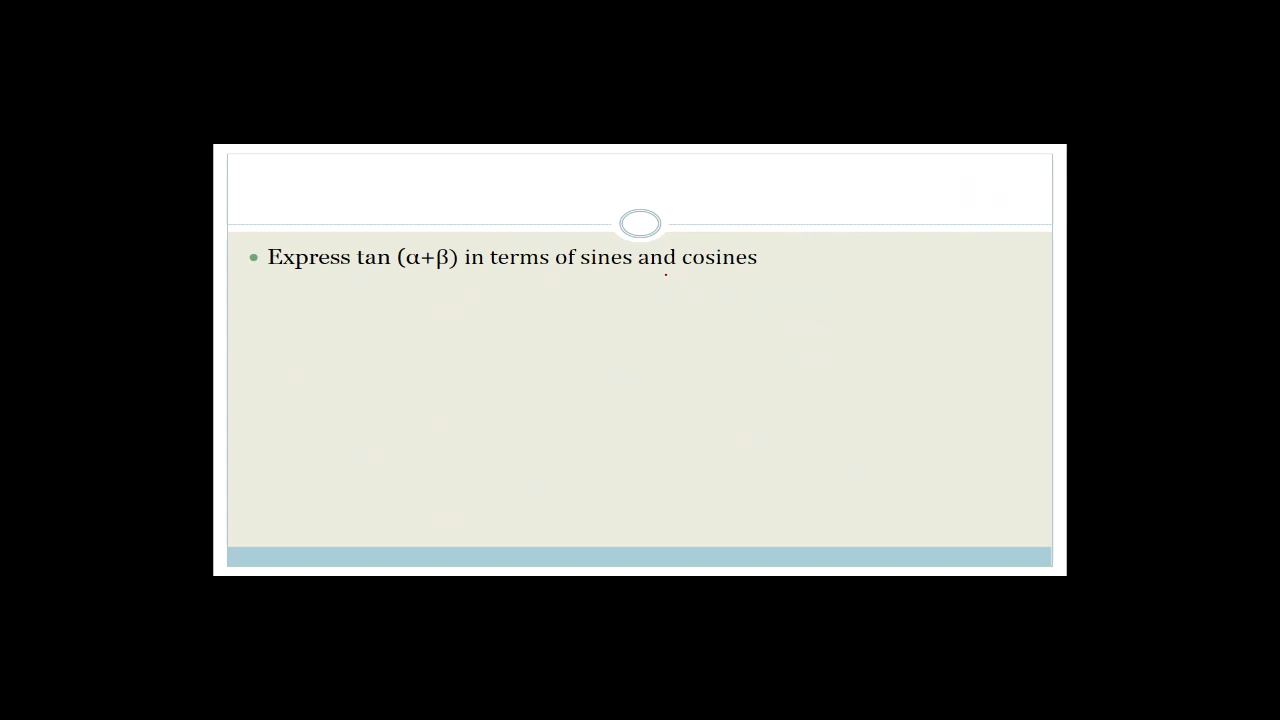 Express tan (α+β) in terms of sines and cosines